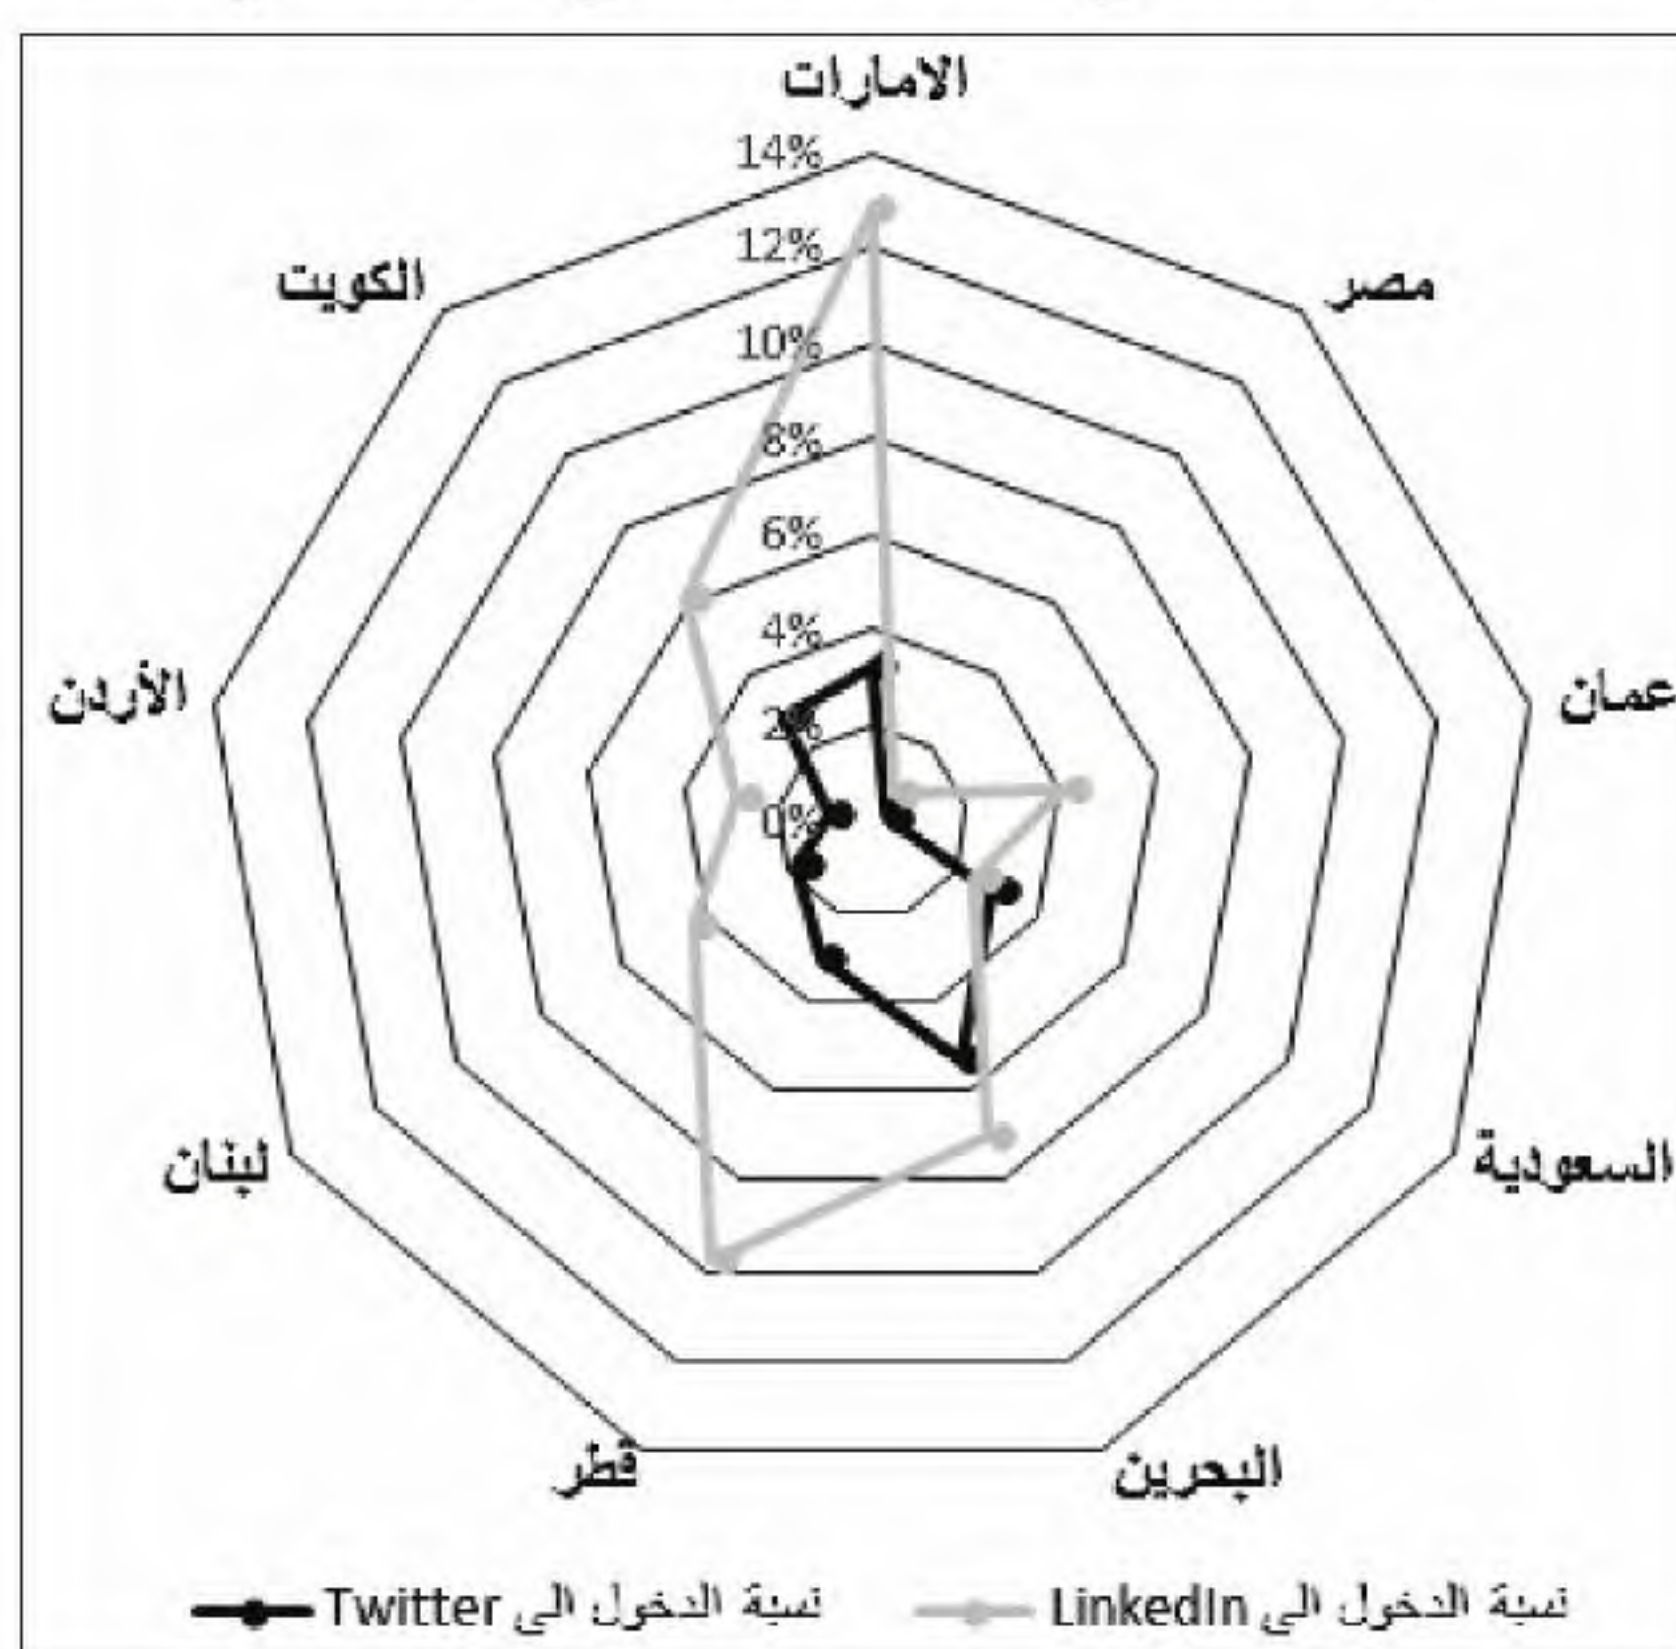 الامارات
14%
12%
الكويت
مصر
10%
8%
6%
4%
الأردن
عمان
2%
0%
لبنان
السعودية
قطر
البحرين
نسبة الدخول الى Twitter
نسبة الدخول الى LinkedIn